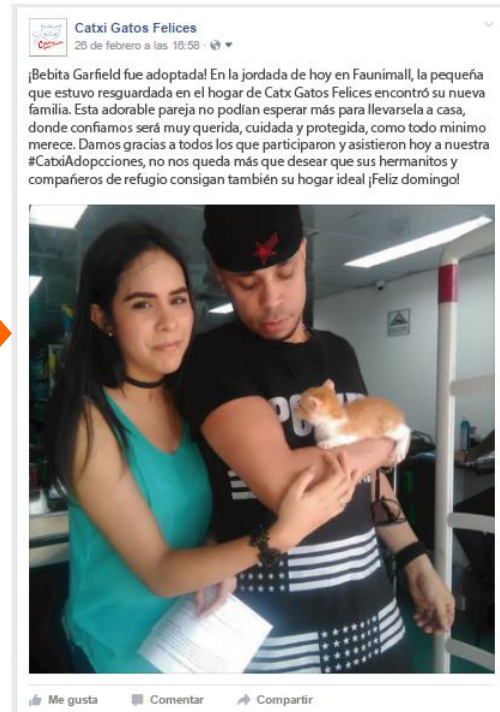 Catxi Gatos Felices
26 de febrero a las 16:58 ·
¡Bebita Garfield fue adoptada! En la jordada de hoy en Faunimall, la pequeña
que estuvo resguardada en el hogar de Catx Gatos Felices encontró su nueva
familia. Esta adorable pareja no podían esperar más para llevarsela a casa,
donde confiamos será muy querida, cuidada y protegida, como todo minimo
merece. Damos gracias a todos los que participaron y asistieron hoy a nuestra
#CatxiAdopcciones, no nos queda más que desear que sus hermanitos y
compañeros de refugio consigan también su hogar ideal ¡Feliz domingo!
Me gusta Comentar Compartir